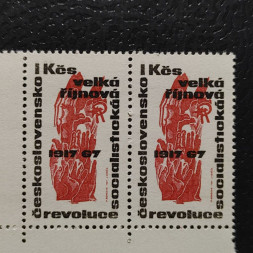 1 Kčs velká
říjnová
1917 67
československo
socialistická
revoluce
1 Kčs velká
říjnová
1917 67
československo
socialistická
revoluce